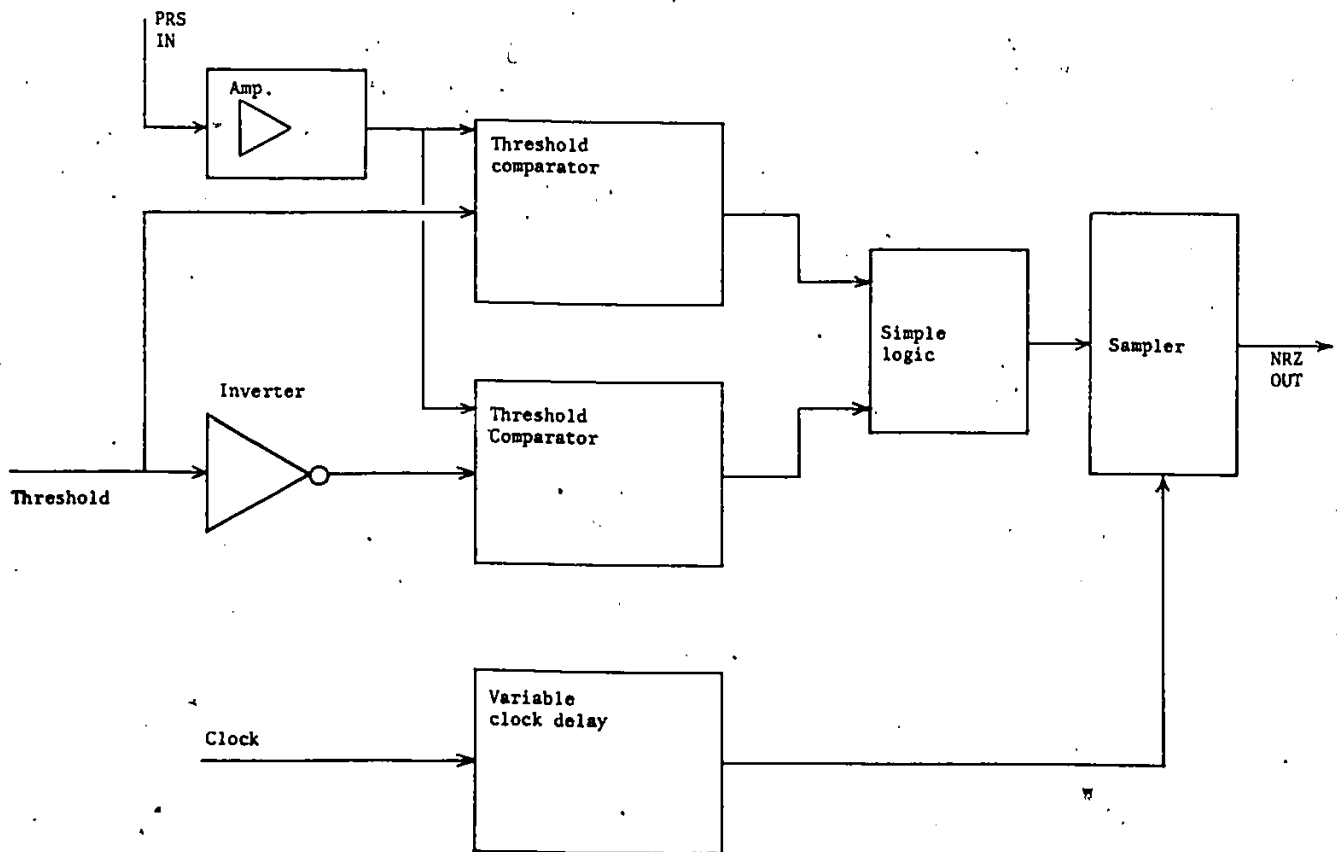 PRS
IN
Amp.
Threshold
comparator
Simple
logic
Sampler
NRZ
OUT
Inverter
Threshold
Comparator
Threshold
Variable
clock delay
Clock